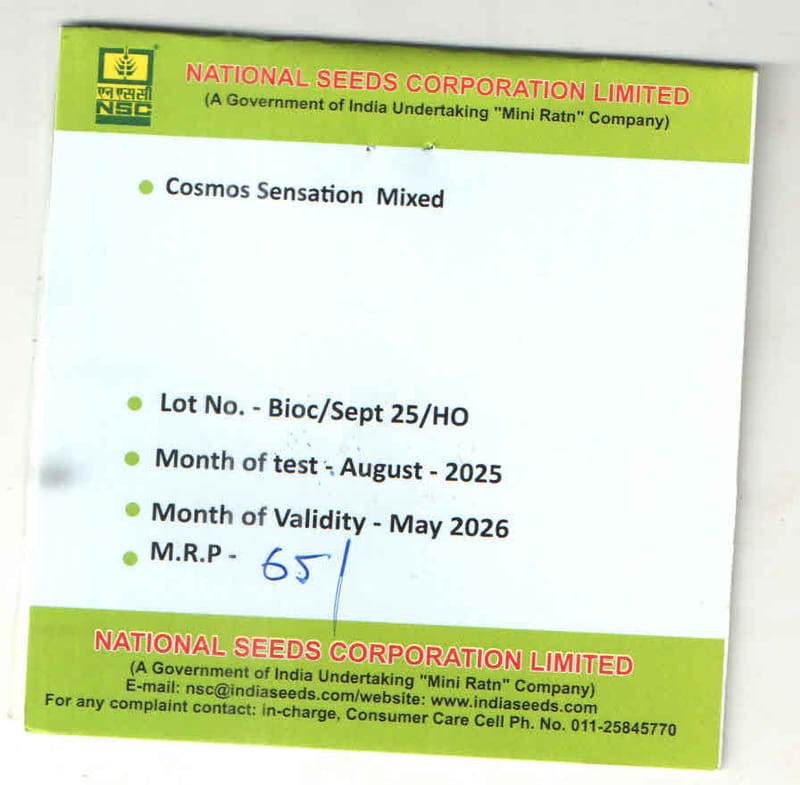 एन एस सी
NSC
NATIONAL SEEDS CORPORATION LIMITED
(A Government of India Undertaking "Mini Ratn" Company)
Cosmos Sensation Mixed
Lot No. - Bioc/Sept 25/HO
Month of test - August - 2025
Month of Validity - May 2026
M.R.P - 65/
NATIONAL SEEDS CORPORATION LIMITED
(A Government of India Undertaking "Mini Ratn" Company)
E-mail: nsc@indiaseeds.com/website: www.indiaseeds.com
For any complaint contact: in-charge, Consumer Care Cell Ph. No. 011-25845770